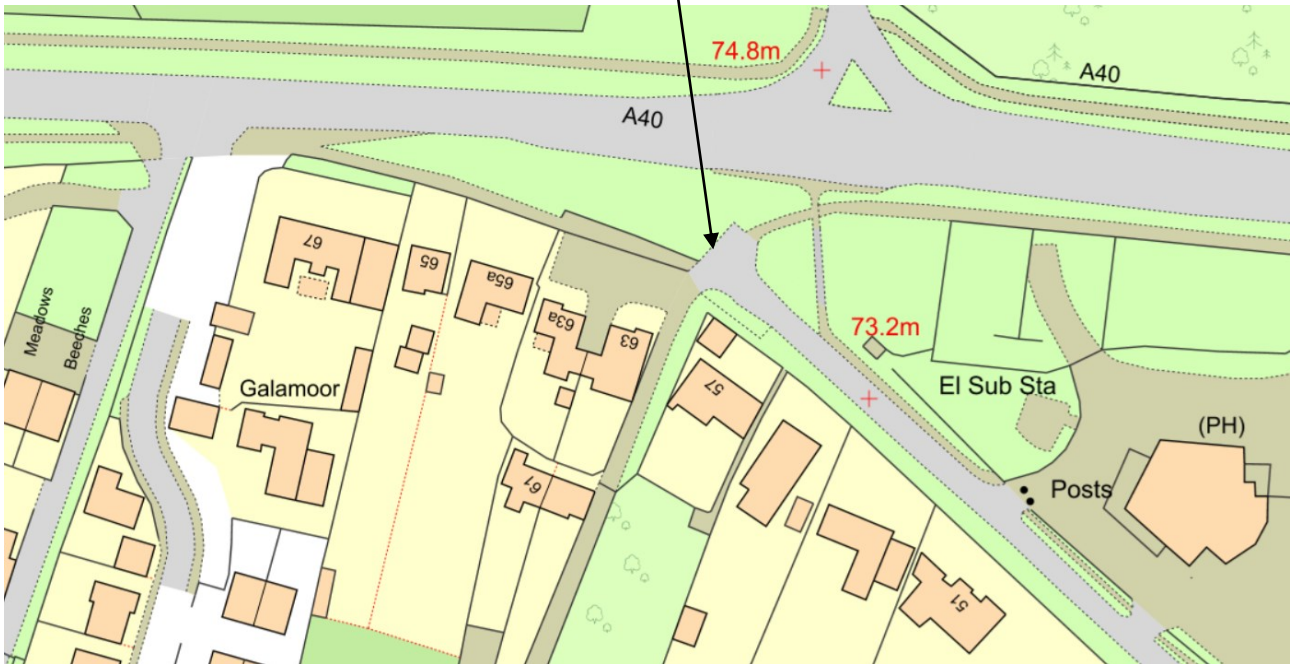 74.8m
A40
A40
67
65
65a
63a
63
73.2m
Meadows
Beeches
Galamoor
57
El Sub Sta
(PH)
61
Posts
51